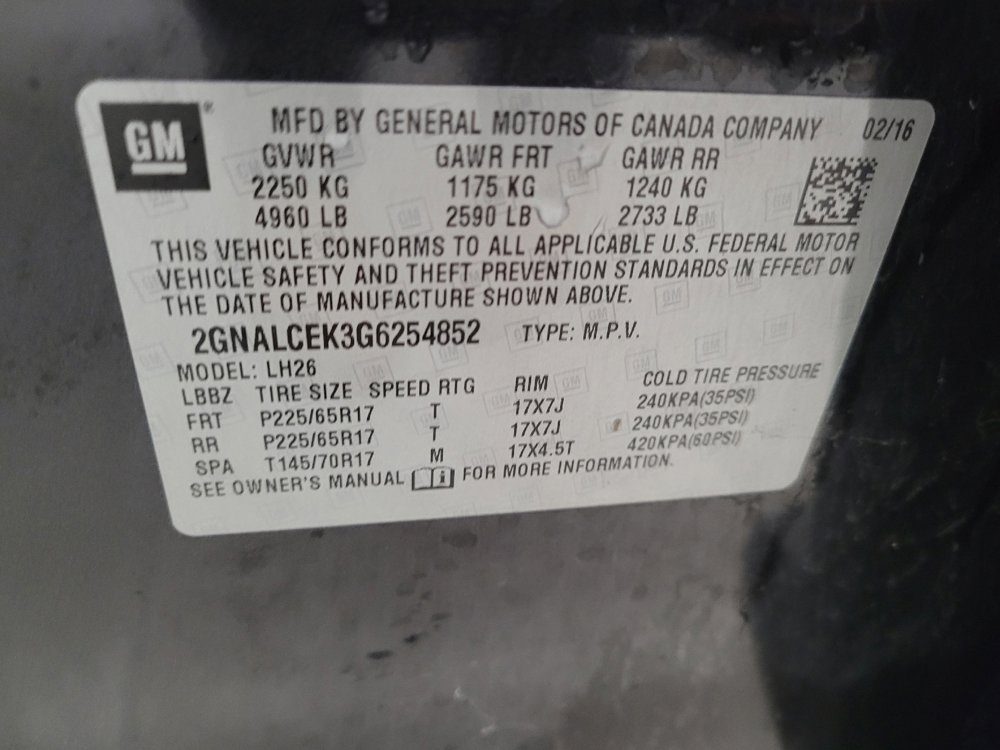 GM®
MFD BY GENERAL MOTORS OF CANADA COMPANY 02/16
GVWR GAWR FRT GAWR RR
2250 KG 1175 KG 1240 KG
4960 LB 2590 LB 2733 LB
THIS VEHICLE CONFORMS TO ALL APPLICABLE U.S. FEDERAL MOTOR
VEHICLE SAFETY AND THEFT PREVENTION STANDARDS IN EFFECT ON
THE DATE OF MANUFACTURE SHOWN ABOVE.
2GNALCEK3G6254852 TYPE: M.P.V.
MODEL: LH26
LBBZ TIRE SIZE SPEED RTG RIM COLD TIRE PRESSURE
FRT P225/65R17 T 17X7J 240KPA(35PSI)
RR P225/65R17 T 17X7J 240KPA(35PSI)
SPA T145/70R17 M 17X4.5T 420KPA(60PSI)
SEE OWNER'S MANUAL i FOR MORE INFORMATION.